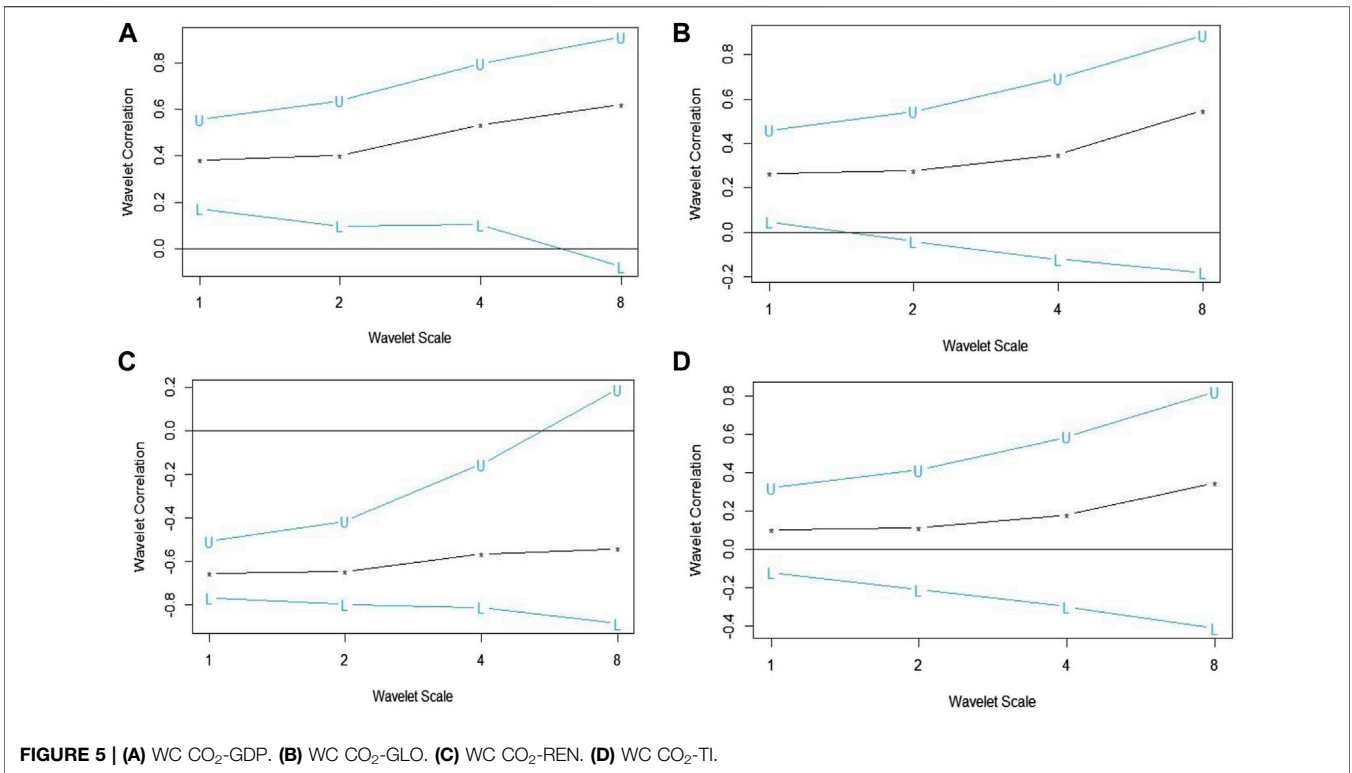 A
Wavelet Correlation
0.8
0.6
0.4
0.2
0.0
U U U U
* * * *
L L L L
1 2 4 8
Wavelet Scale
B
Wavelet Correlation
0.8
0.6
0.4
0.2
0.0
-0.2
U U U U
* * * *
L L L L
1 2 4 8
Wavelet Scale
C
Wavelet Correlation
0.2
0.0
-0.2
-0.4
-0.6
-0.8
U U U U
* * * *
L L L L
1 2 4 8
Wavelet Scale
D
Wavelet Correlation
0.8
0.6
0.4
0.2
0.0
-0.2
-0.4
U U U U
* * * *
L L L L
1 2 4 8
Wavelet Scale
FIGURE 5 | (A) WC CO₂-GDP. (B) WC CO₂-GLO. (C) WC CO₂-REN. (D) WC CO₂-TI.